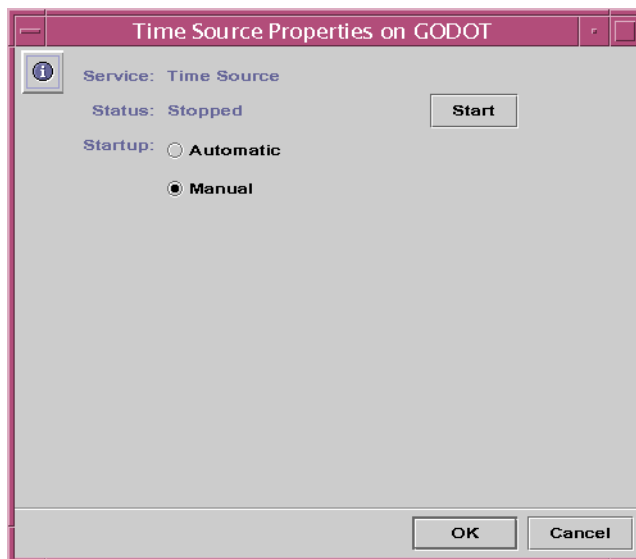 Time Source Properties on GODOT
Service: Time Source
Status: Stopped Start
Startup: Automatic
Manual
OK Cancel